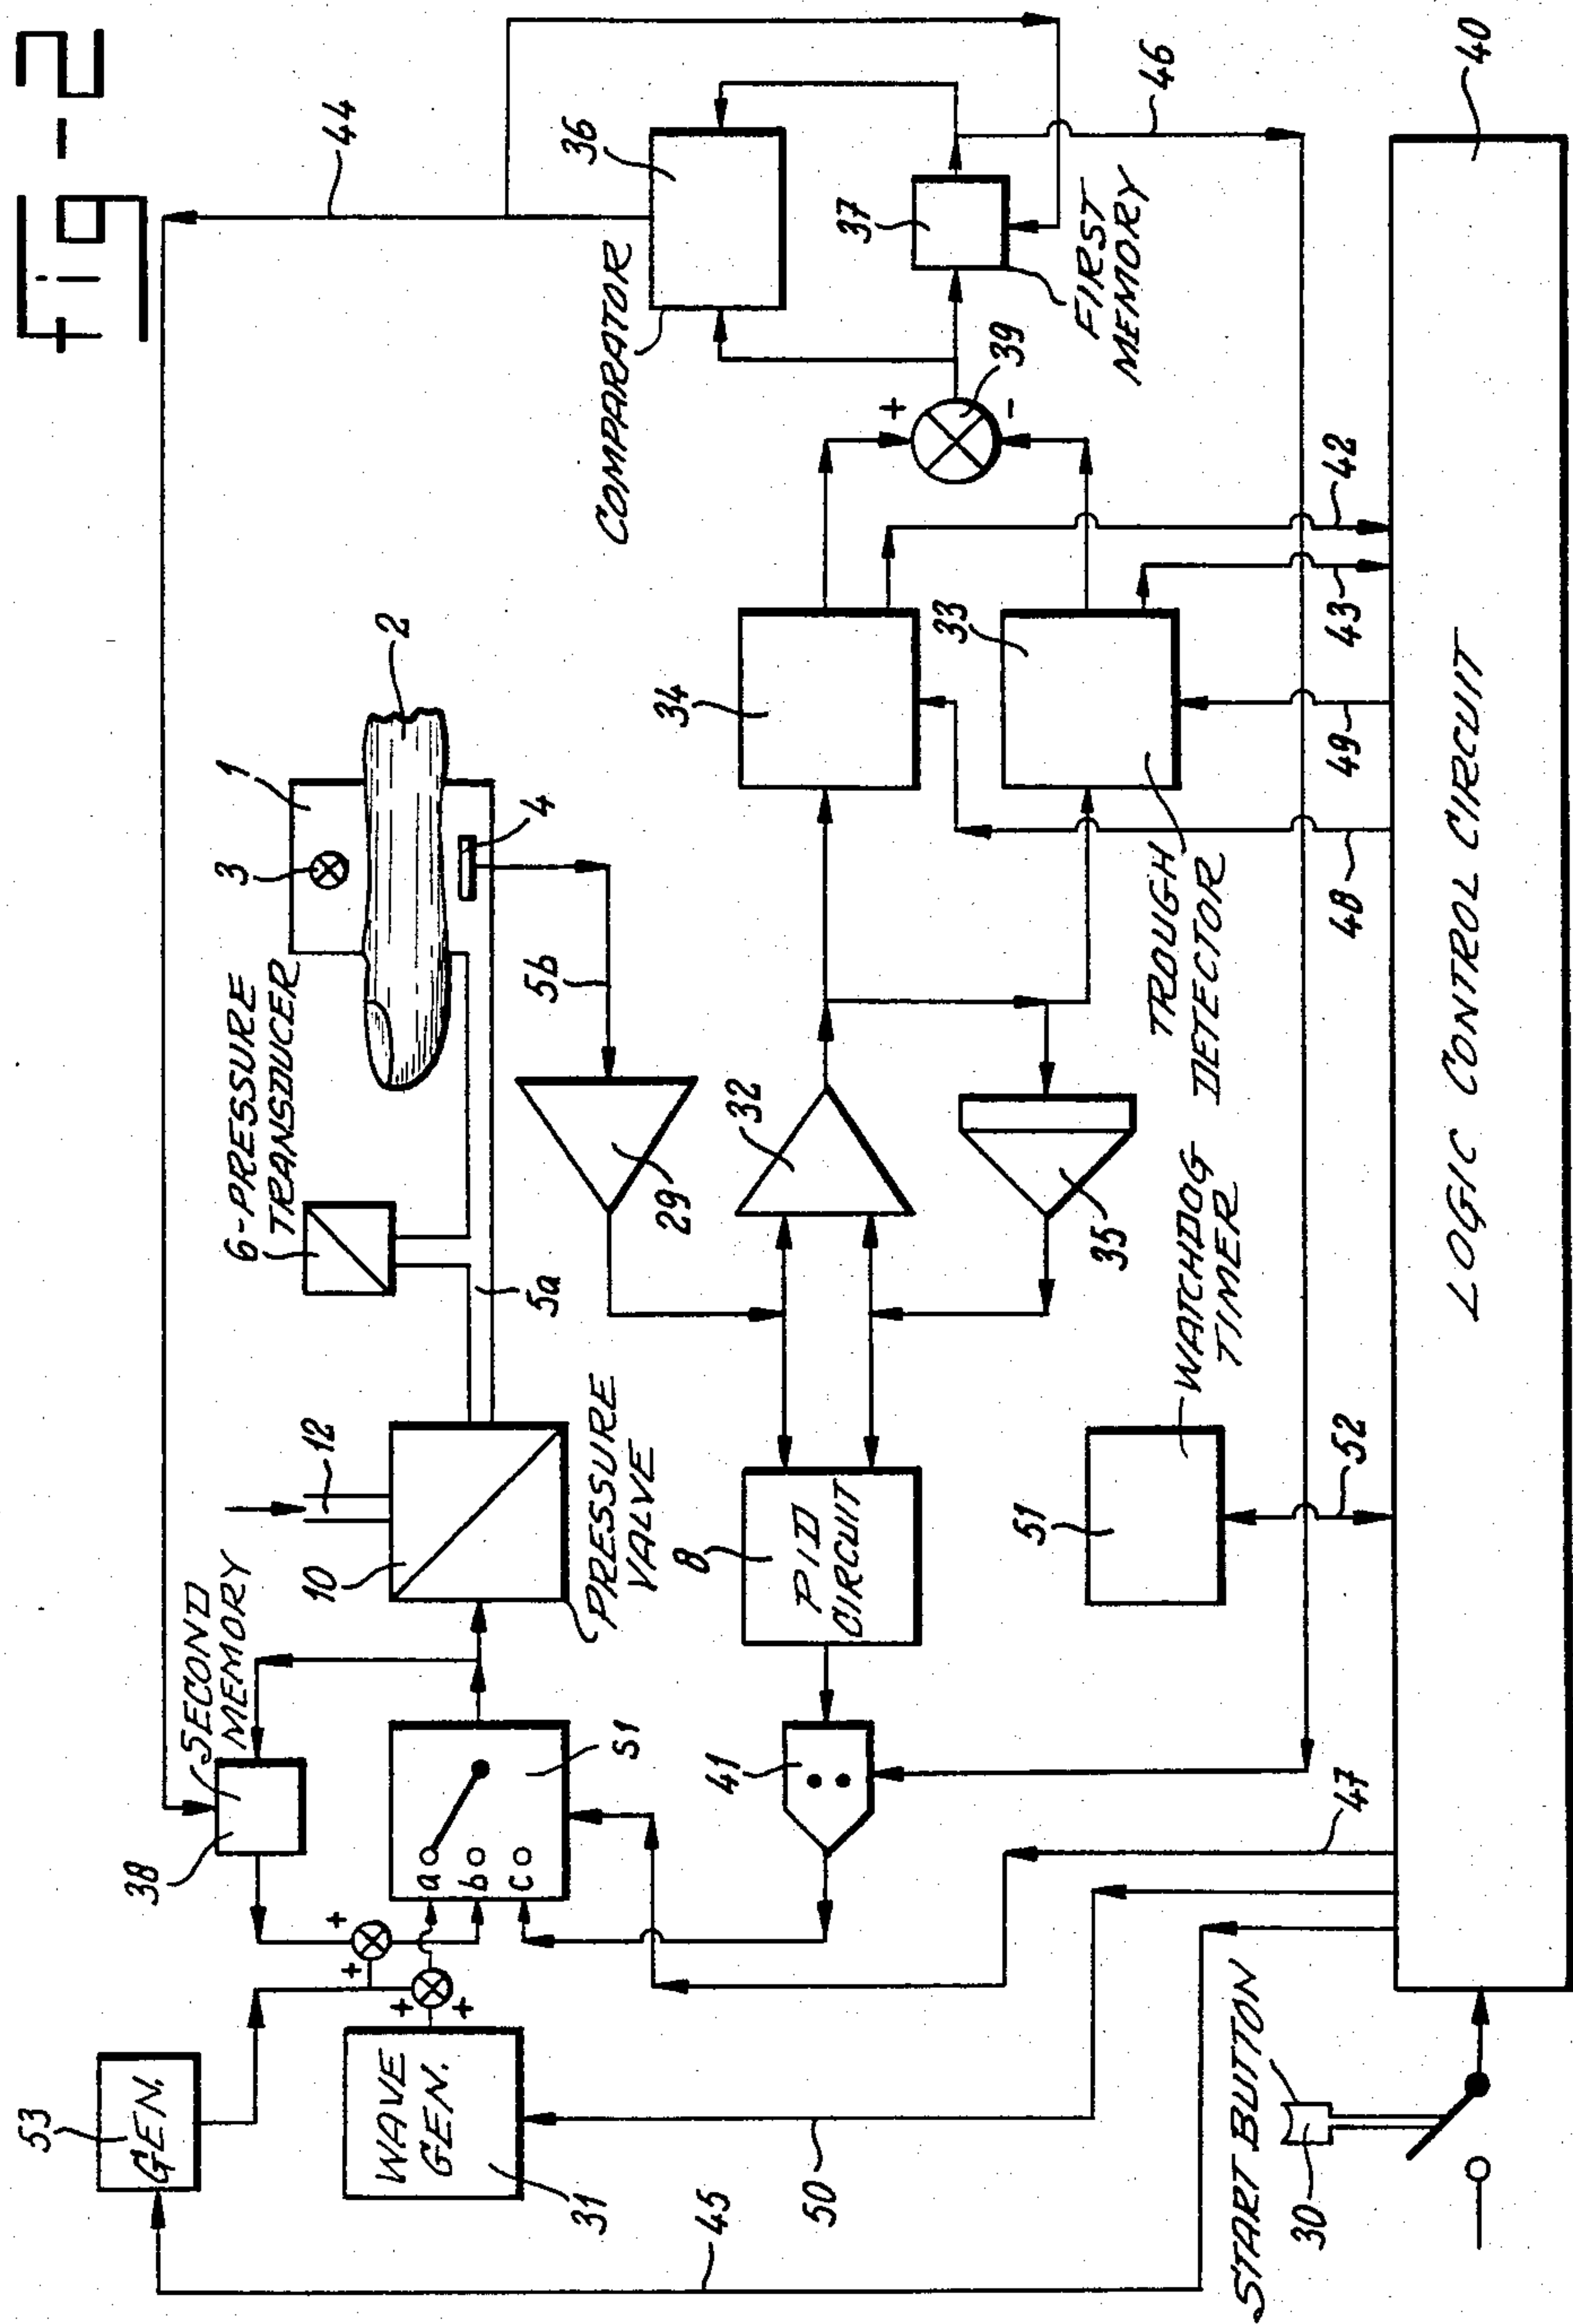 fig-2
44
53
GEN.
38
SECOND
MEMORY
10
12
6-PRESSURE
TRANSDUCER
3
1
2
4
5a
5b
COMPARATOR
36
37
FIRST
MEMORY
46
39
+
-
+
+
+
+
WAVE
GEN.
31
a
b
c
S1
PRESSURE
VALVE
29
32
34
33
35
8
PID
CIRCUIT
41
TROUGH
DETECTOR
WATCHDOG
TIMER
51
52
42
43
49
48
47
50
45
START BUTTON
30
LOGIC CONTROL CIRCUIT
40